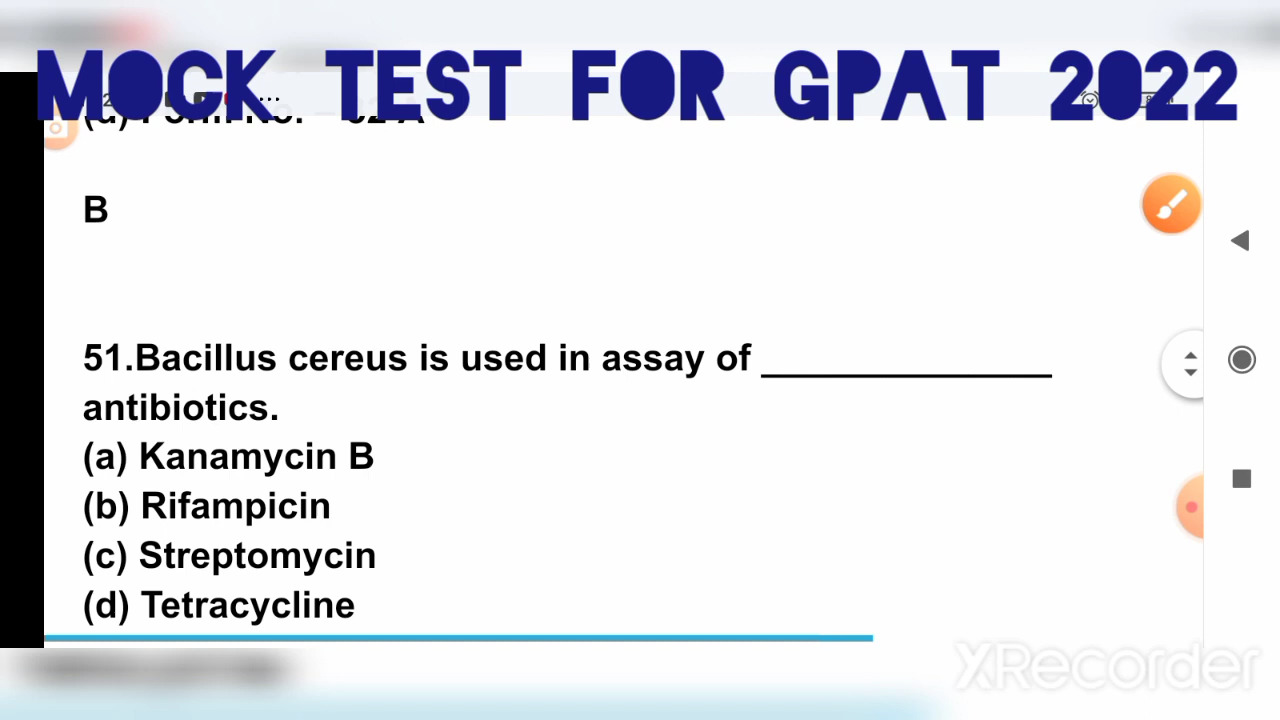 MOCK TEST FOR GPAT 2022
B
51.Bacillus cereus is used in assay of ______________
antibiotics.
(a) Kanamycin B
(b) Rifampicin
(c) Streptomycin
(d) Tetracycline
XRecorder